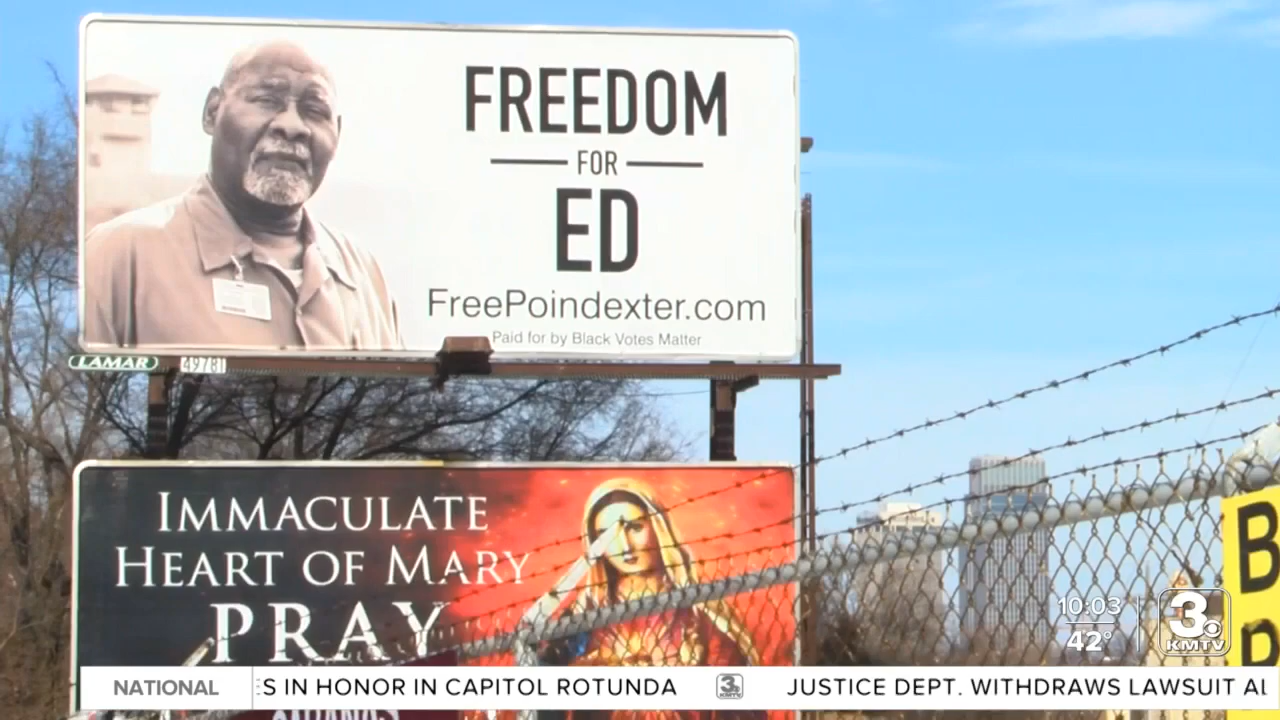 FREEDOM
FOR
ED
FreePoindexter.com
Paid for by Black Votes Matter
LAMAR
49781
IMMACULATE
HEART OF MARY
PRAY
B
10:03
42°
3
KMTV
NATIONAL
S IN HONOR IN CAPITOL ROTUNDA
3
JUSTICE DEPT. WITHDRAWS LAWSUIT